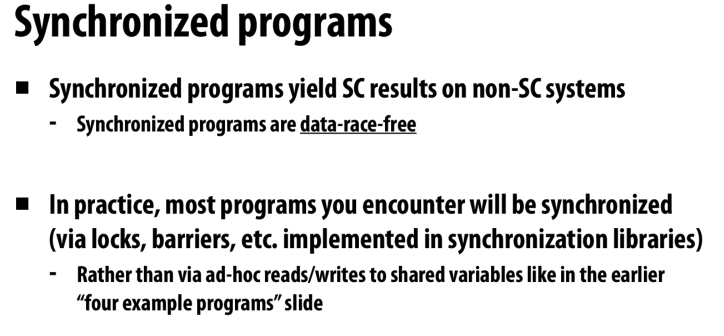 Synchronized programs
■ Synchronized programs yield SC results on non-SC systems
- Synchronized programs are data-race-free
■ In practice, most programs you encounter will be synchronized
(via locks, barriers, etc. implemented in synchronization libraries)
- Rather than via ad-hoc reads/writes to shared variables like in the earlier
“four example programs” slide